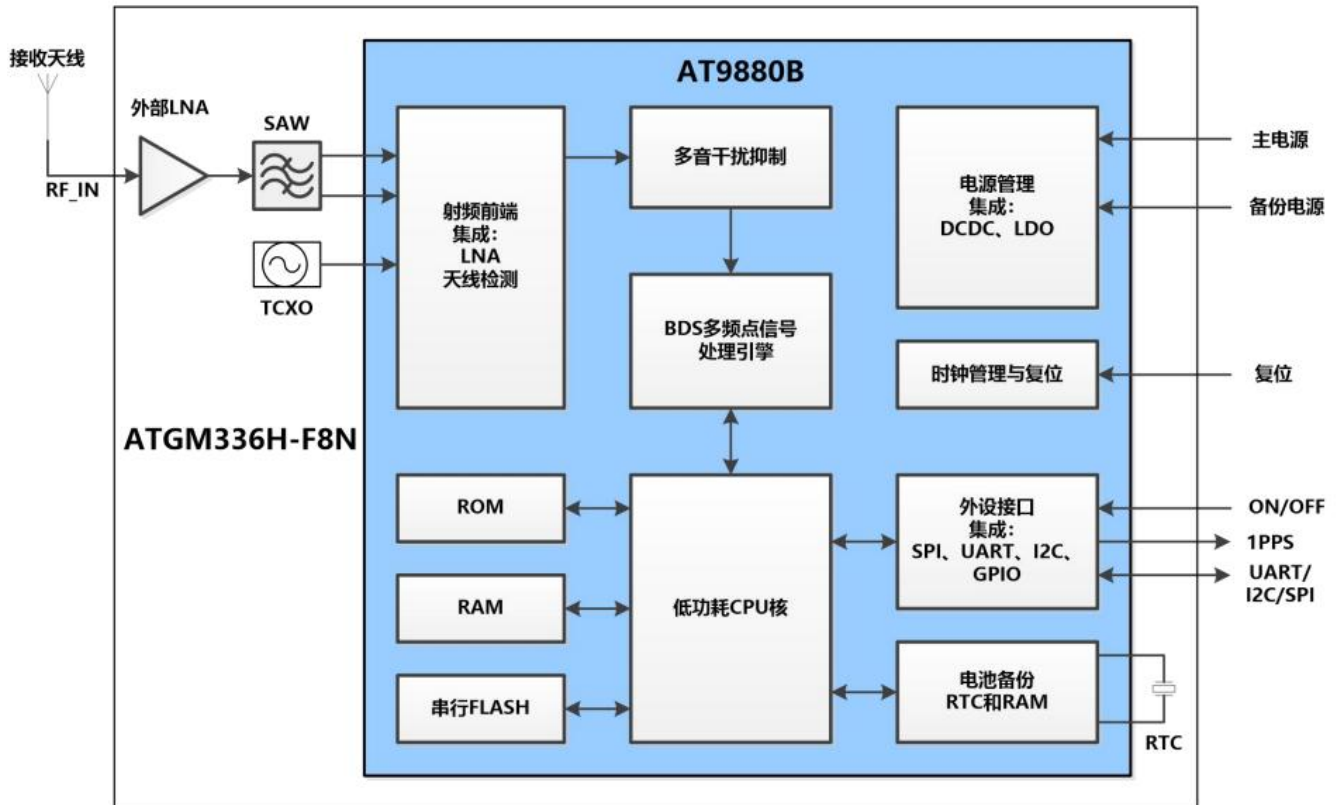 接收天线
外部LNA
SAW
RF_IN
TCXO
ATGM336H-F8N
AT9880B
射频前端
集成：
LNA
天线检测
多音干扰抑制
BDS多频点信号
处理引擎
电源管理
集成：
DCDC、LDO
主电源
备份电源
时钟管理与复位
复位
ROM
RAM
串行FLASH
低功耗CPU核
外设接口
集成：
SPI、UART、I2C、
GPIO
ON/OFF
1PPS
UART/
I2C/SPI
电池备份
RTC和RAM
RTC